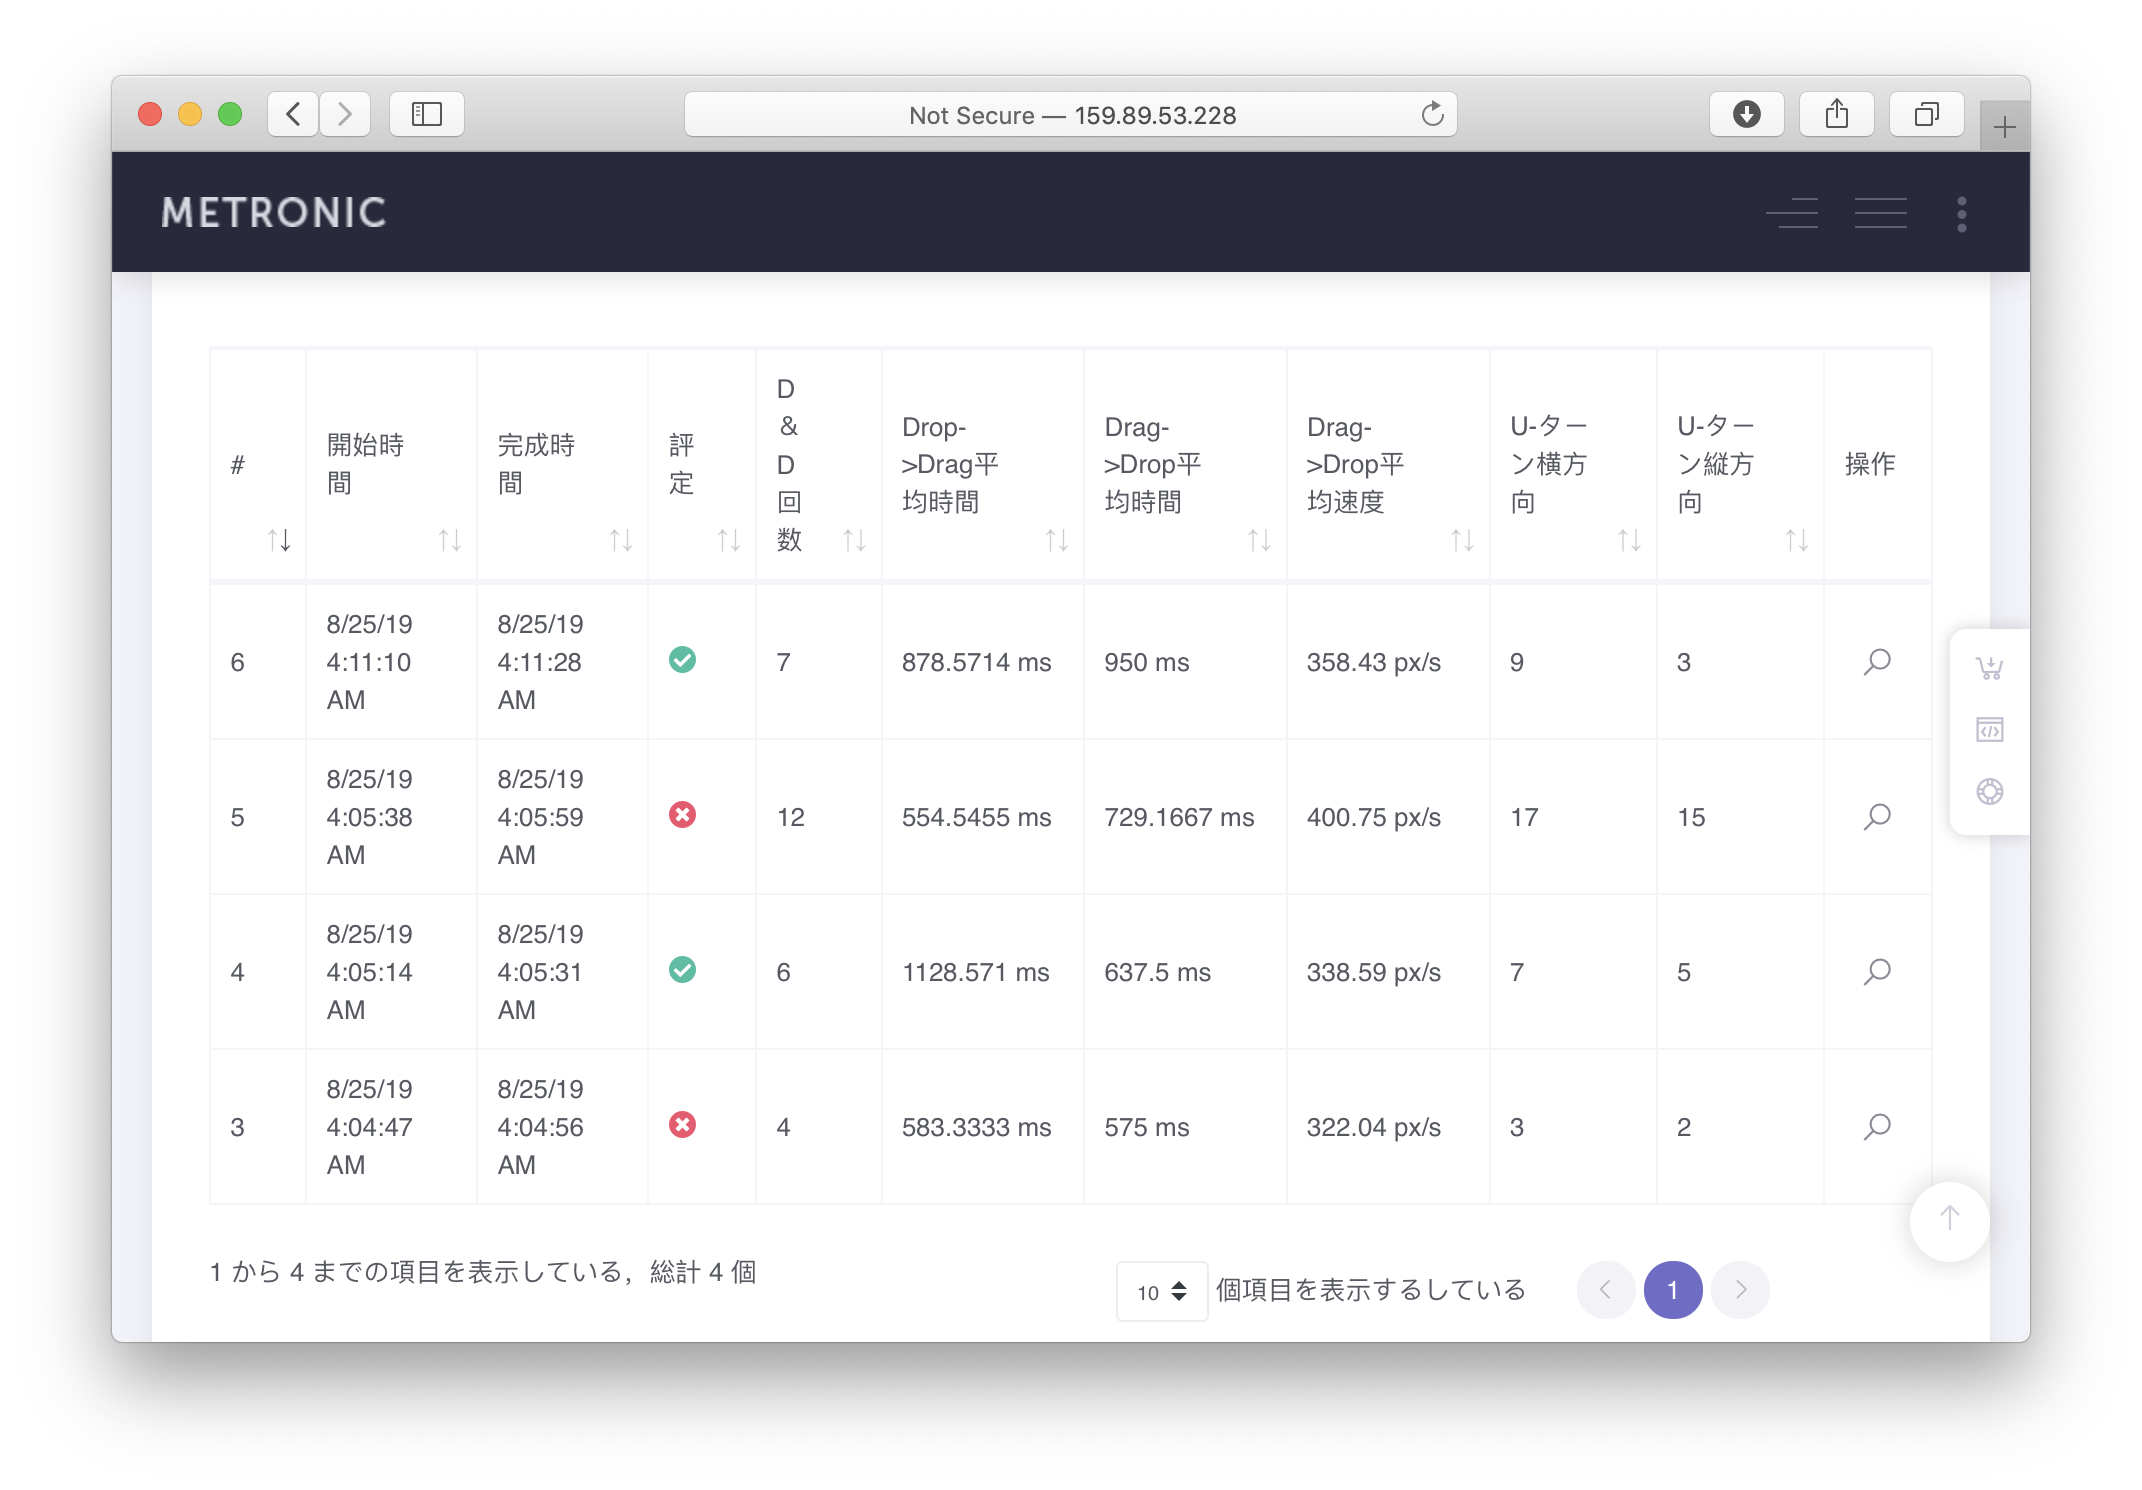 Not Secure — 159.89.53.228
METRONIC
#
開始時
間
完成時
間
評
定
D
&
D
回
数
Drop-
>Drag平
均時間
Drag-
>Drop平
均時間
Drag-
>Drop平
均速度
U-ター
ン横方
向
U-ター
ン縦方
向
操作
6
8/25/19
4:11:10
AM
8/25/19
4:11:28
AM
7
878.5714 ms
950 ms
358.43 px/s
9
3
5
8/25/19
4:05:38
AM
8/25/19
4:05:59
AM
12
554.5455 ms
729.1667 ms
400.75 px/s
17
15
4
8/25/19
4:05:14
AM
8/25/19
4:05:31
AM
6
1128.571 ms
637.5 ms
338.59 px/s
7
5
3
8/25/19
4:04:47
AM
8/25/19
4:04:56
AM
4
583.3333 ms
575 ms
322.04 px/s
3
2
1 から 4 までの項目を表示している，総計 4 個
10 個項目を表示するしている
1